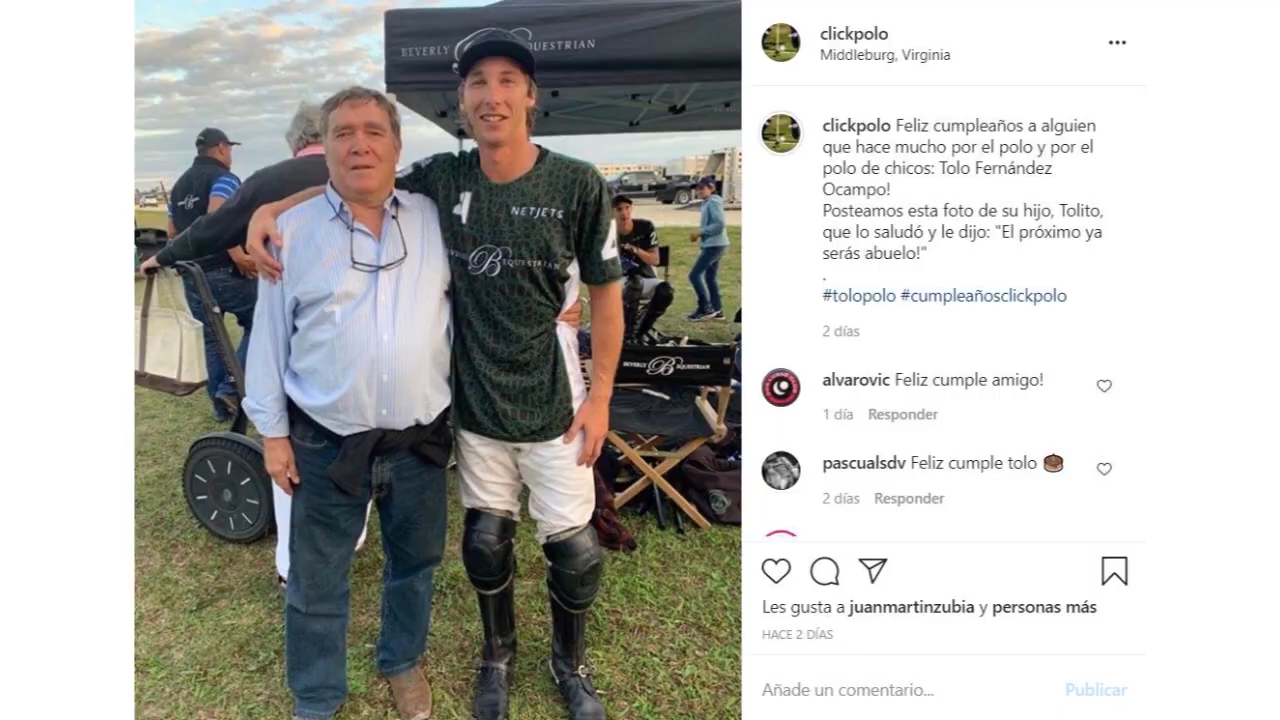 BEVERLY B EQUESTRIAN
NETJETS
4
B EQUESTRIAN
4
BEVERLY B EQUESTRIAN
clickpolo
Middleburg, Virginia
clickpolo Feliz cumpleaños a alguien
que hace mucho por el polo y por el
polo de chicos: Tolo Fernández
Ocampo!
Posteamos esta foto de su hijo, Tolito,
que lo saludó y le dijo: "El próximo ya
serás abuelo!"
.
#tolopolo #cumpleañosclickpolo
2 días
alvarovic Feliz cumple amigo!
1 día Responder
pascualsdv Feliz cumple tolo 🎂
2 días Responder
Les gusta a juanmartinzubia y personas más
HACE 2 DÍAS
Añade un comentario...
Publicar